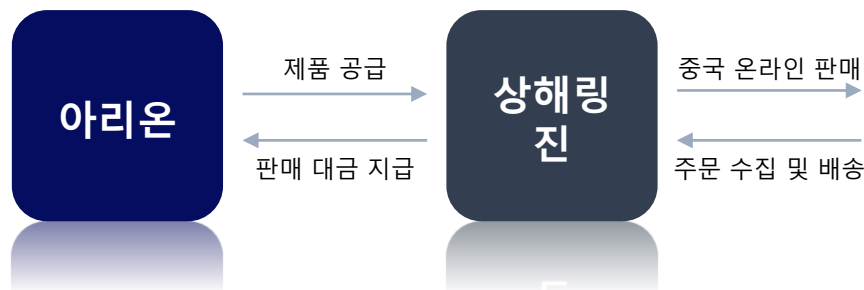 아리온
제품 공급
판매 대금 지급
상해링
진
중국 온라인 판매
주문 수집 및 배송